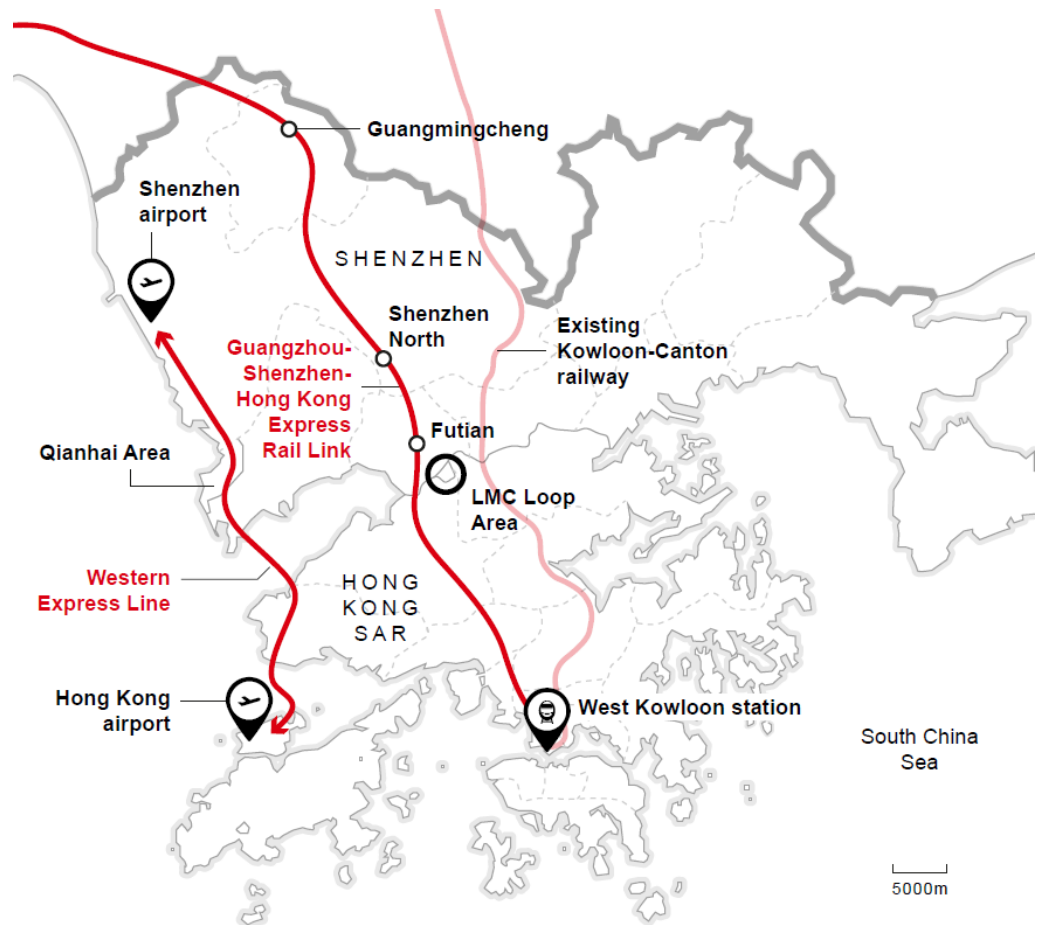 Guangmingcheng
Shenzhen
airport
SHENZHEN
Shenzhen
North
Existing
Kowloon-Canton
railway
Guangzhou-
Shenzhen-
Hong Kong
Express
Rail Link
Futian
Qianhai Area
LMC Loop
Area
Western
Express Line
HONG
KONG
SAR
Hong Kong
airport
West Kowloon station
South China
Sea
5000m